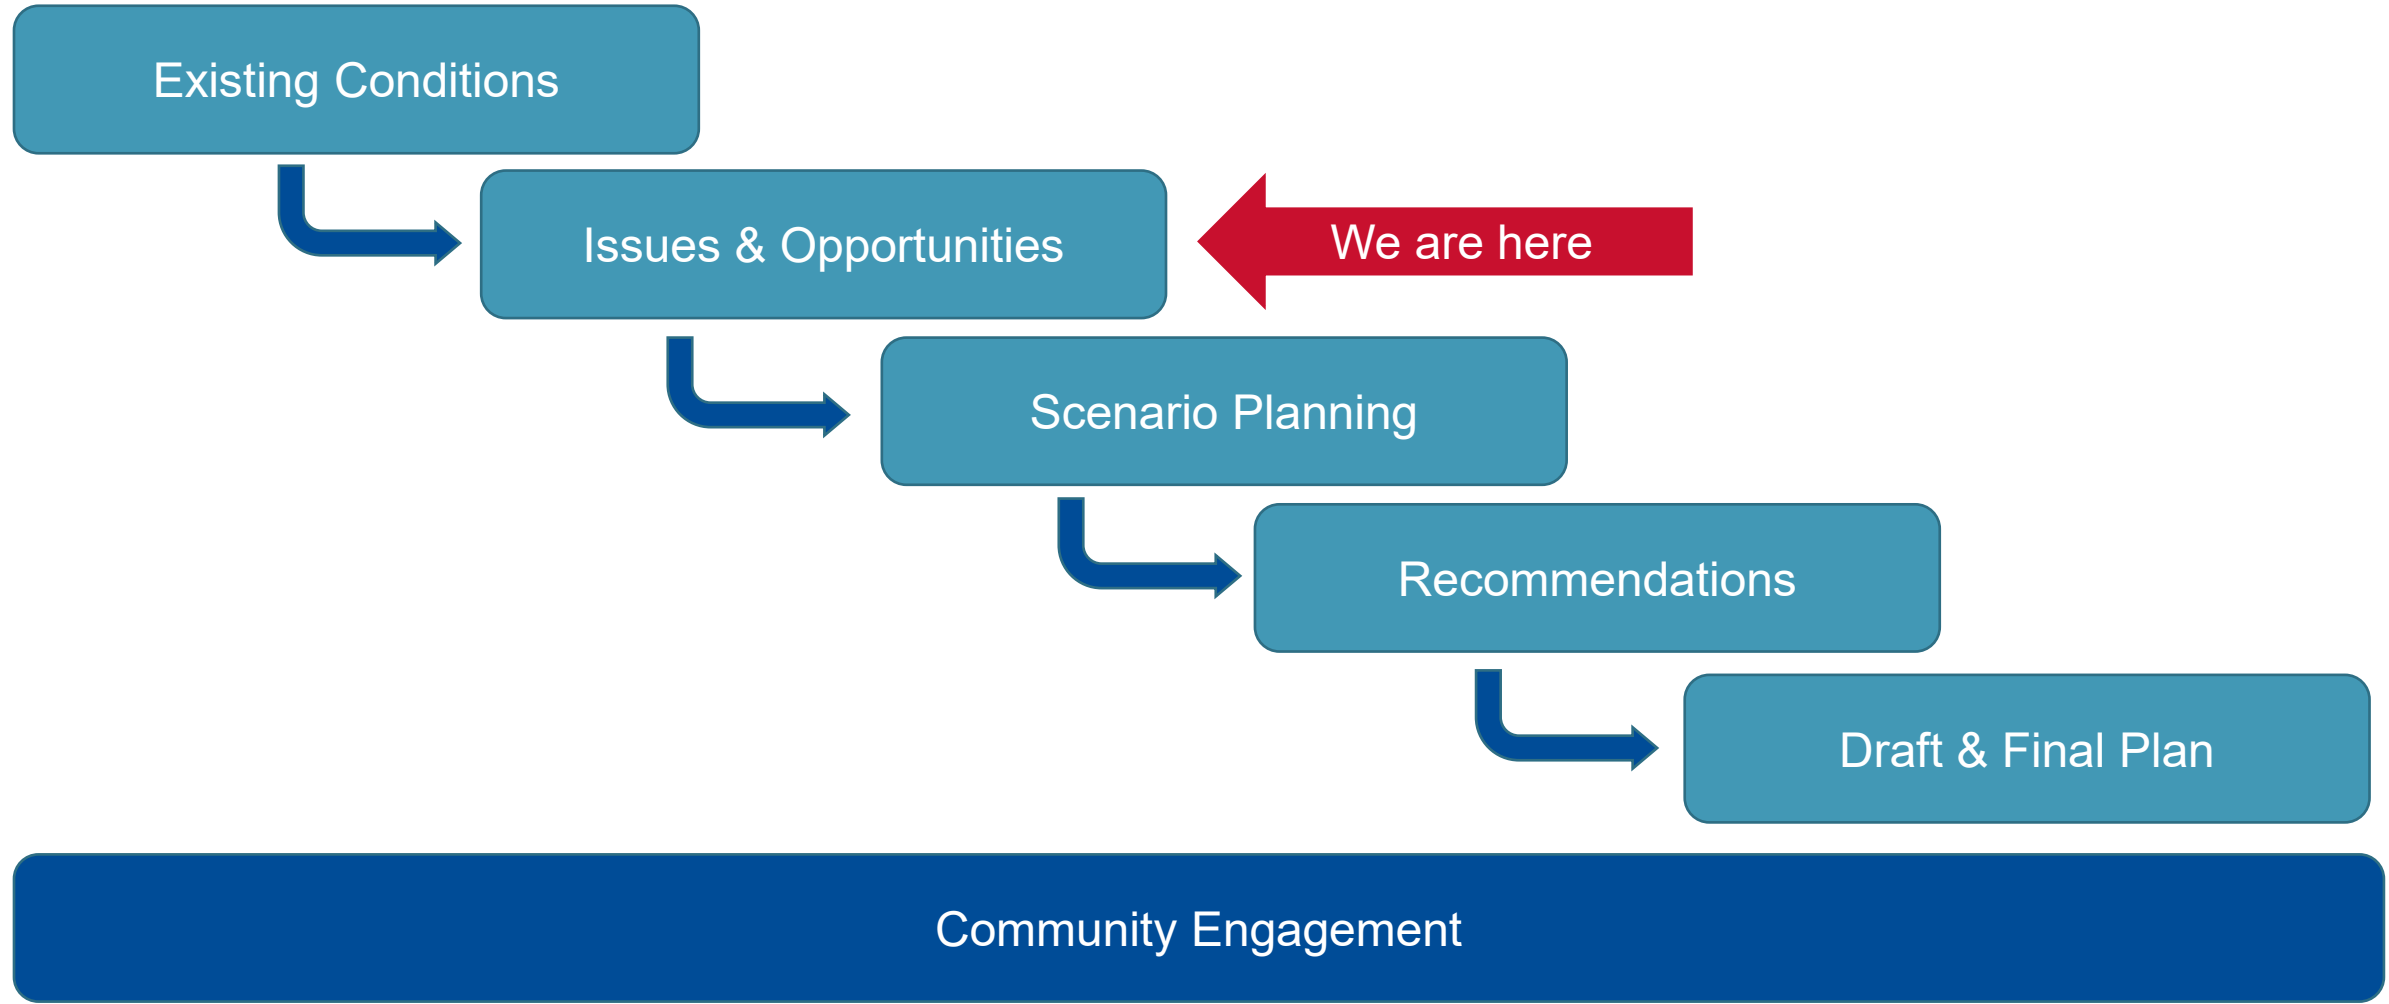 Existing Conditions
Issues & Opportunities
We are here
Scenario Planning
Recommendations
Draft & Final Plan
Community Engagement